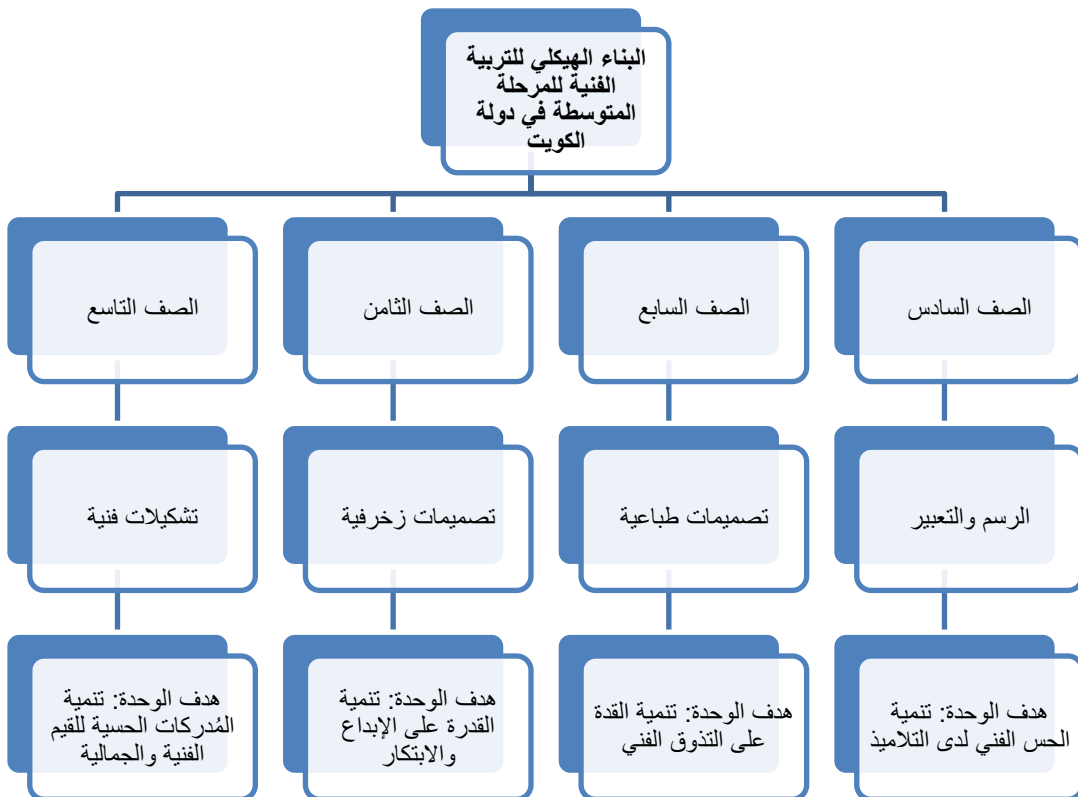 البناء الهيكلي للتربية
الفنية للمرحلة
المتوسطة في دولة
الكويت
الصف السادس
الصف السابع
الصف الثامن
الصف التاسع
الرسم والتعبير
تصميمات طباعية
تصميمات زخرفية
تشكيلات فنية
هدف الوحدة: تنمية
الحس الفني لدى التلاميذ
هدف الوحدة: تنمية القدة
على التذوق الفني
هدف الوحدة: تنمية
القدرة على الإبداع
والابتكار
هدف الوحدة: تنمية
المُدركات الحسية للقيم
الفنية والجمالية